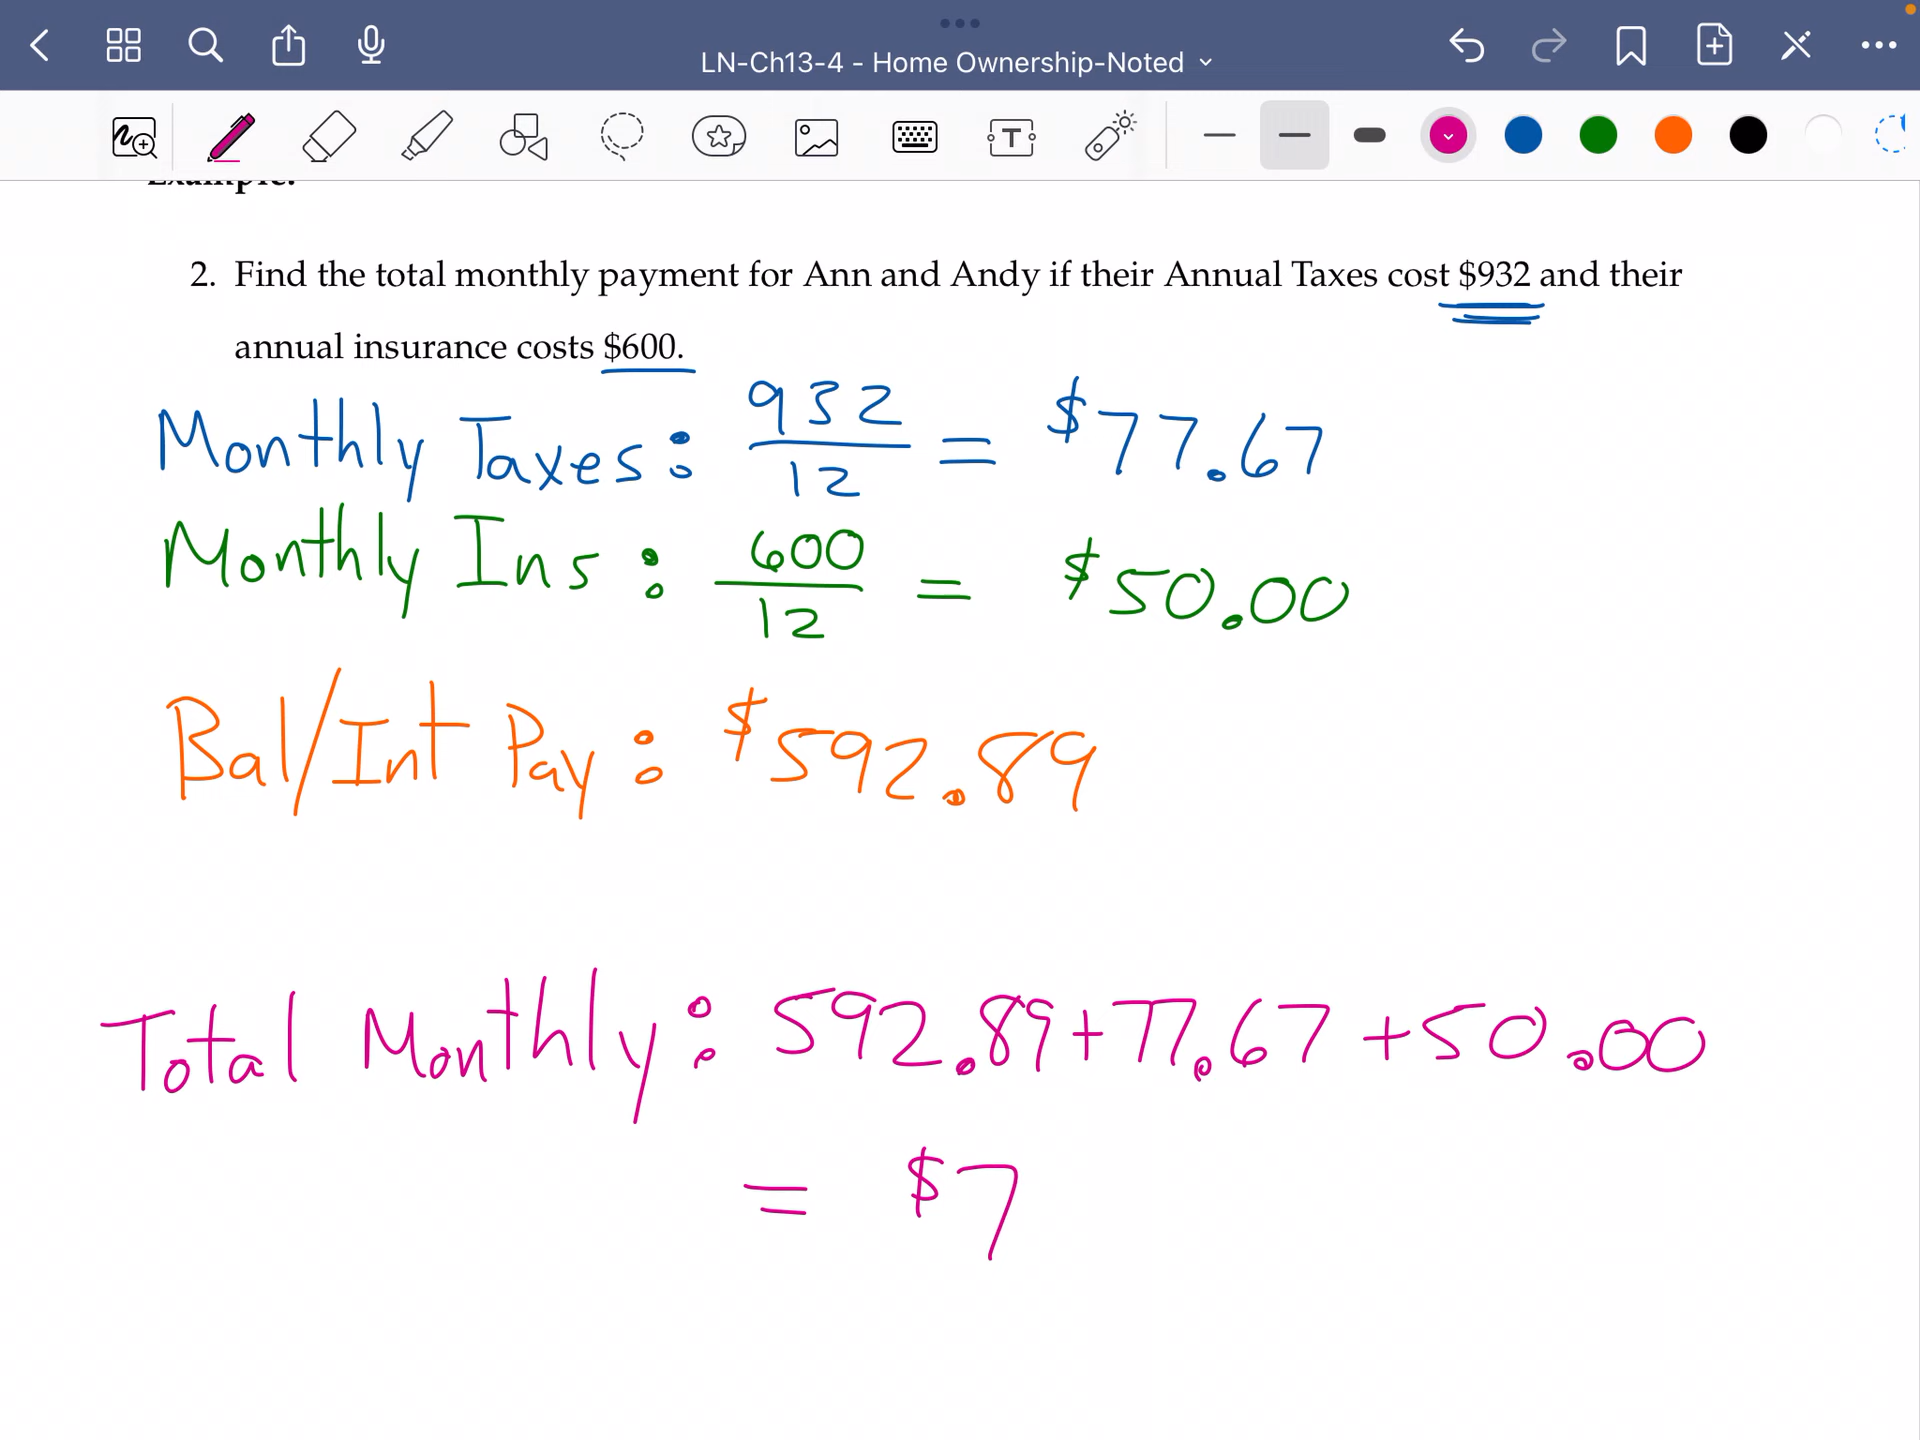 LN-Ch13-4 - Home Ownership-Noted
Example:
2. Find the total monthly payment for Ann and Andy if their Annual Taxes cost $932 and their
annual insurance costs $600.
Monthly Taxes: 932/12 = $77.67
Monthly Ins: 600/12 = $50.00
Bal/Int Pay: $592.89
Total Monthly: 592.89+77.67+50.00
= $7